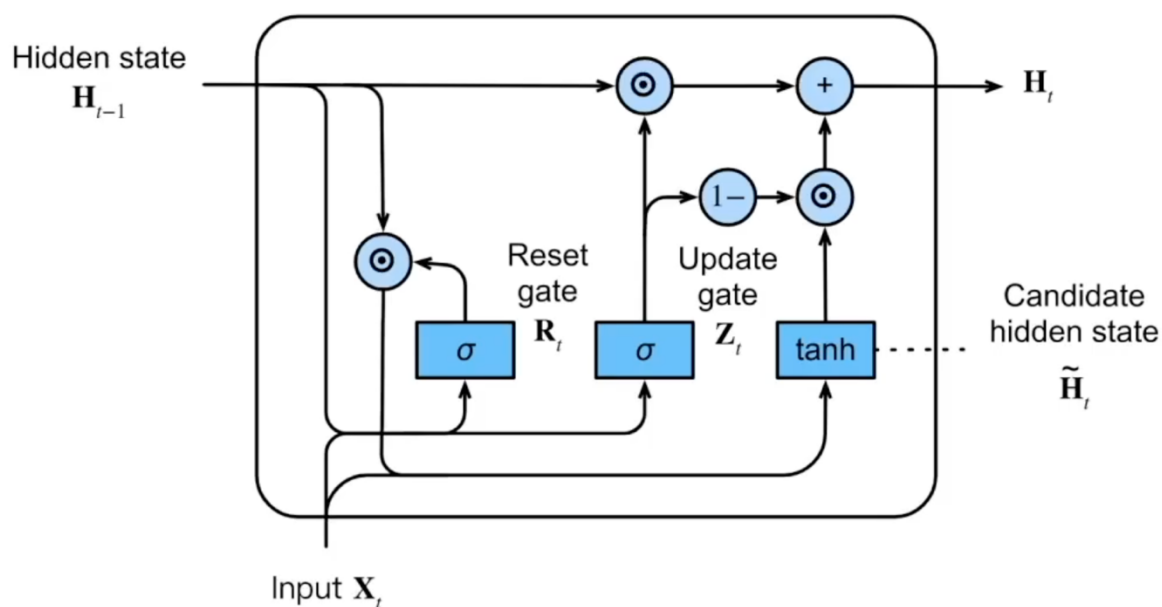 Hidden state
H_{t−1}
⊙
+
H_t
1−
⊙
⊙
Reset
gate
R_t
Update
gate
Z_t
Candidate
hidden state
H̃_t
σ
σ
tanh
Input X_t